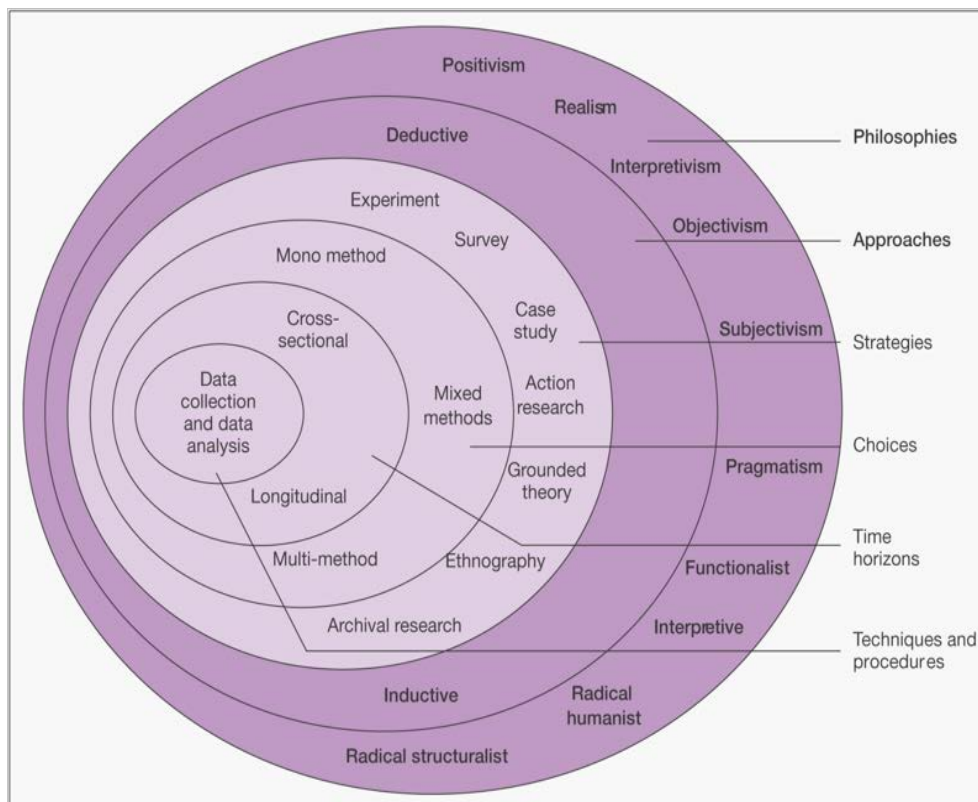 Positivism
Realism
Philosophies
Deductive
Interpretivism
Experiment
Objectivism
Approaches
Survey
Mono method
Case
study
Cross-
sectional
Subjectivism
Strategies
Data
collection
and data
analysis
Mixed
methods
Action
research
Choices
Pragmatism
Grounded
theory
Longitudinal
Time
horizons
Multi-method
Ethnography
Functionalist
Archival research
Interpretive
Techniques and
procedures
Inductive
Radical
humanist
Radical structuralist